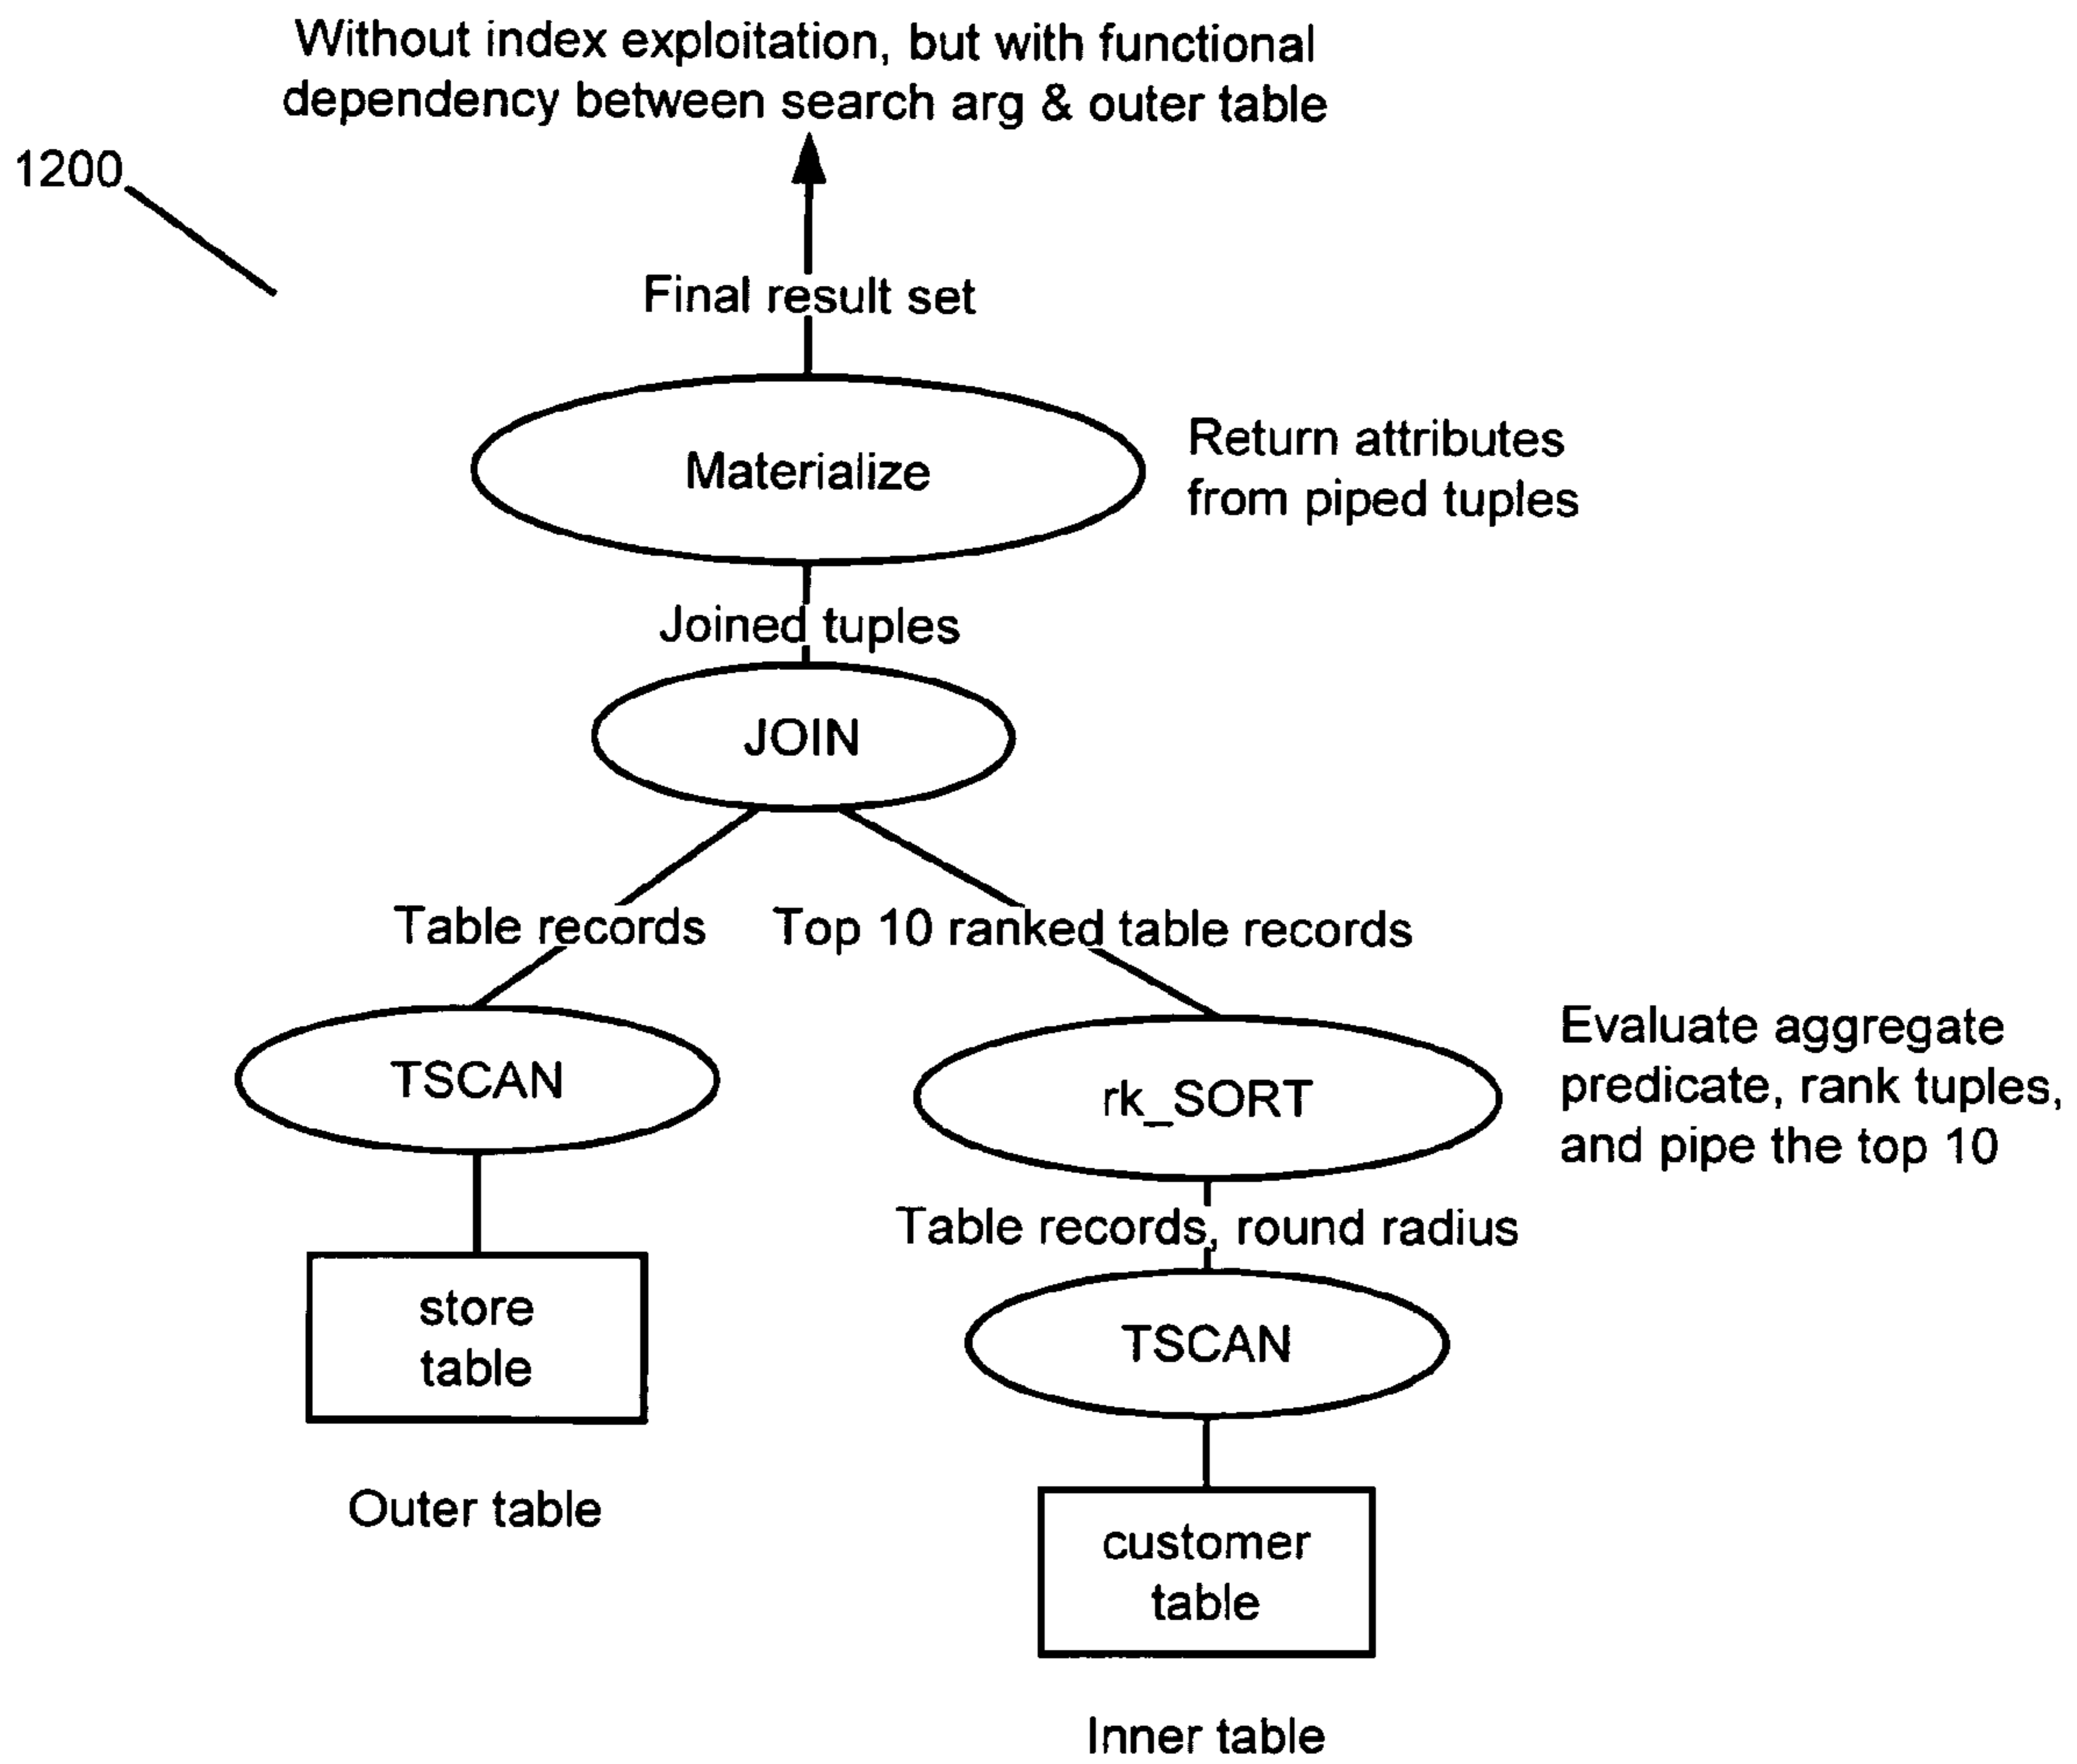 Without index exploitation, but with functional
dependency between search arg & outer table
1200
Final result set
Materialize
Return attributes
from piped tuples
Joined tuples
JOIN
Table records
Top 10 ranked table records
TSCAN
rk_SORT
Evaluate aggregate
predicate, rank tuples,
and pipe the top 10
Table records, round radius
store
table
TSCAN
Outer table
customer
table
Inner table